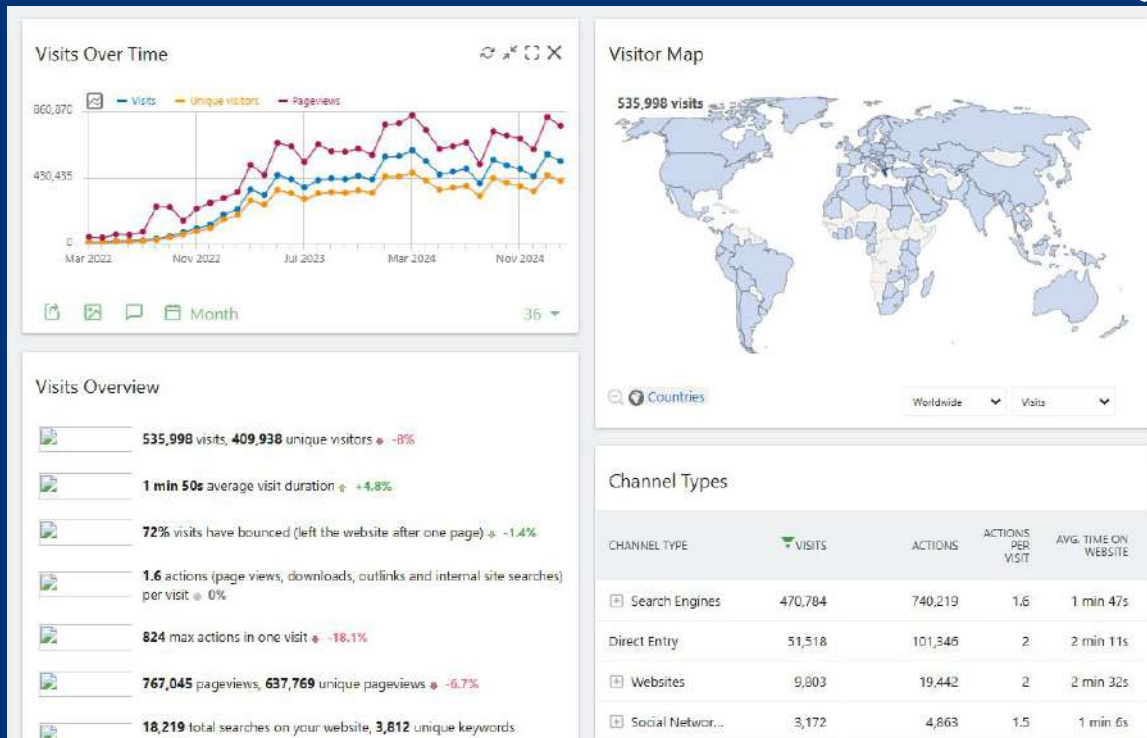 Visits Over Time
Visits Unique visitors Pageviews
860,870
430,435
0
Mar 2022 Nov 2022 Jul 2023 Mar 2024 Nov 2024
Month 36
Visits Overview
535,998 visits, 409,938 unique visitors -8%
1 min 50s average visit duration +4.8%
72% visits have bounced (left the website after one page) -1.4%
1.6 actions (page views, downloads, outlinks and internal site searches)
per visit 0%
824 max actions in one visit -18.1%
767,045 pageviews, 637,769 unique pageviews -6.7%
18,219 total searches on your website, 3,812 unique keywords
Visitor Map
535,998 visits
Countries
Worldwide Visits
Channel Types
CHANNEL TYPE VISITS ACTIONS ACTIONS PER VISIT AVG. TIME ON WEBSITE
Search Engines 470,784 740,219 1.6 1 min 47s
Direct Entry 51,518 101,346 2 2 min 11s
Websites 9,803 19,442 2 2 min 32s
Social Networ... 3,172 4,863 1.5 1 min 6s